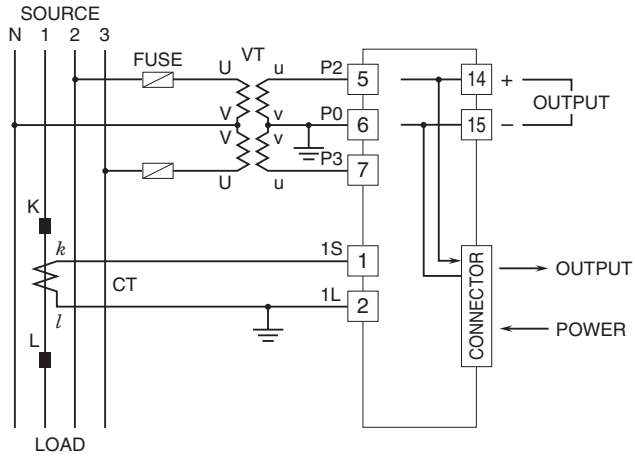 SOURCE
N 1 2 3
FUSE
VT
U u P2 5
14 +
OUTPUT
V v P0 6
15 −
V v
P3 7
U u
K
k 1S 1
CT
l 1L 2
L
CONNECTOR
OUTPUT
POWER
LOAD